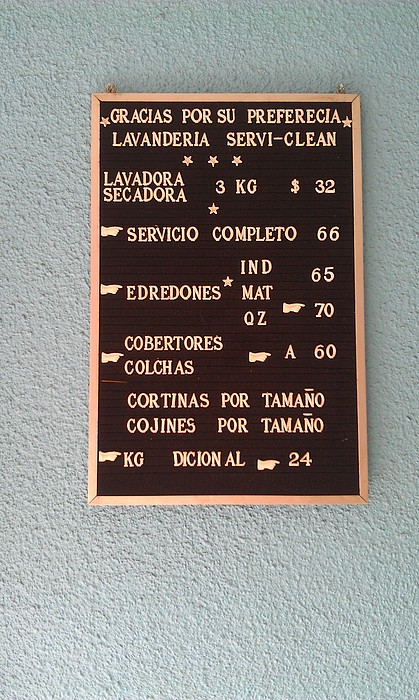 GRACIAS POR SU PREFERECIA
LAVANDERIA SERVI-CLEAN
LAVADORA
SECADORA 3 KG $ 32
SERVICIO COMPLETO 66
IND 65
EDREDONES MAT
QZ 70
COBERTORES
COLCHAS A 60
CORTINAS POR TAMAÑO
COJINES POR TAMAÑO
KG DICIONAL 24